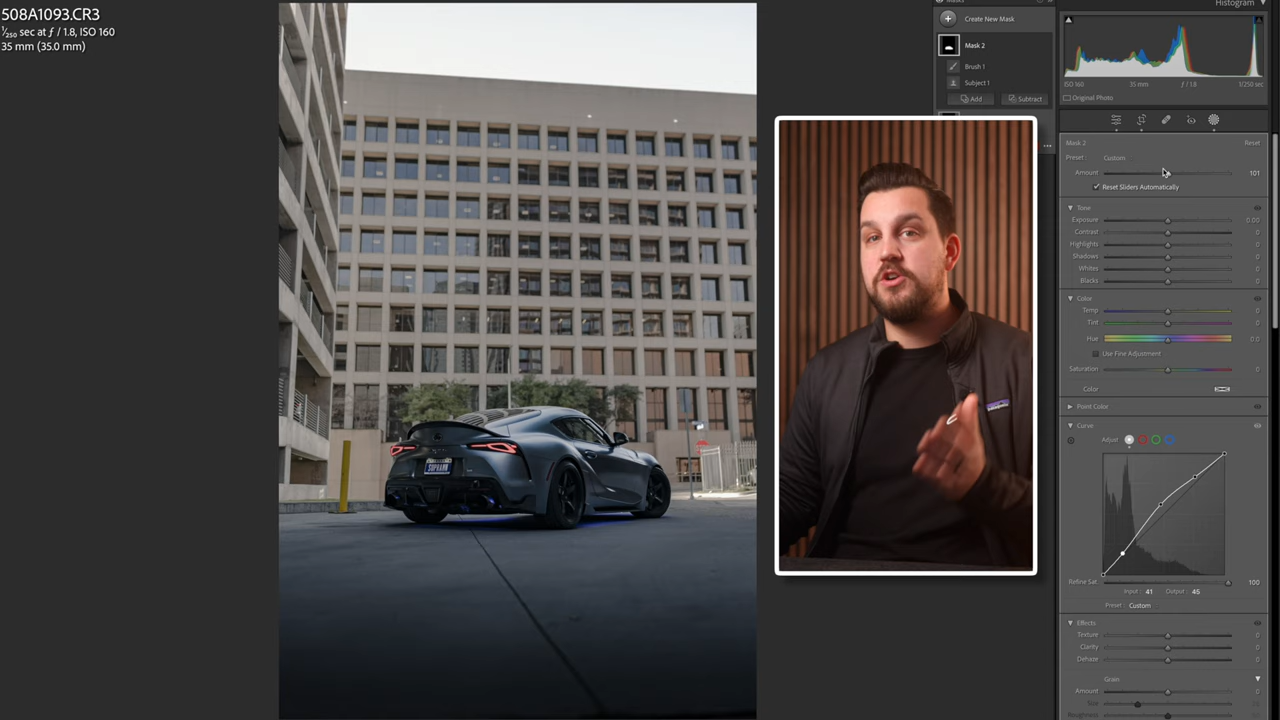 508A1093.CR3
1/250 sec at ƒ / 1.8, ISO 160
35 mm (35.0 mm)
Create New Mask
Mask 2
Brush 1
Subject 1
Add
Subtract
Histogram
ISO 160
35 mm
ƒ / 1.8
1/250 sec
Original Photo
Mask 2
Reset
Preset:
Custom
Amount
101
Reset Sliders Automatically
Tone
Exposure
0.00
Contrast
0
Highlights
0
Shadows
0
Whites
0
Blacks
0
Color
Temp
0
Tint
0
Hue
0.0
Use Fine Adjustment
Saturation
0
Color
Point Color
Curve
Adjust
Refine Sat.
100
Input: 41 Output: 45
Preset: Custom
Effects
Texture
0
Clarity
0
Dehaze
0
Grain
Amount
0
Size
Roughness
patagonia